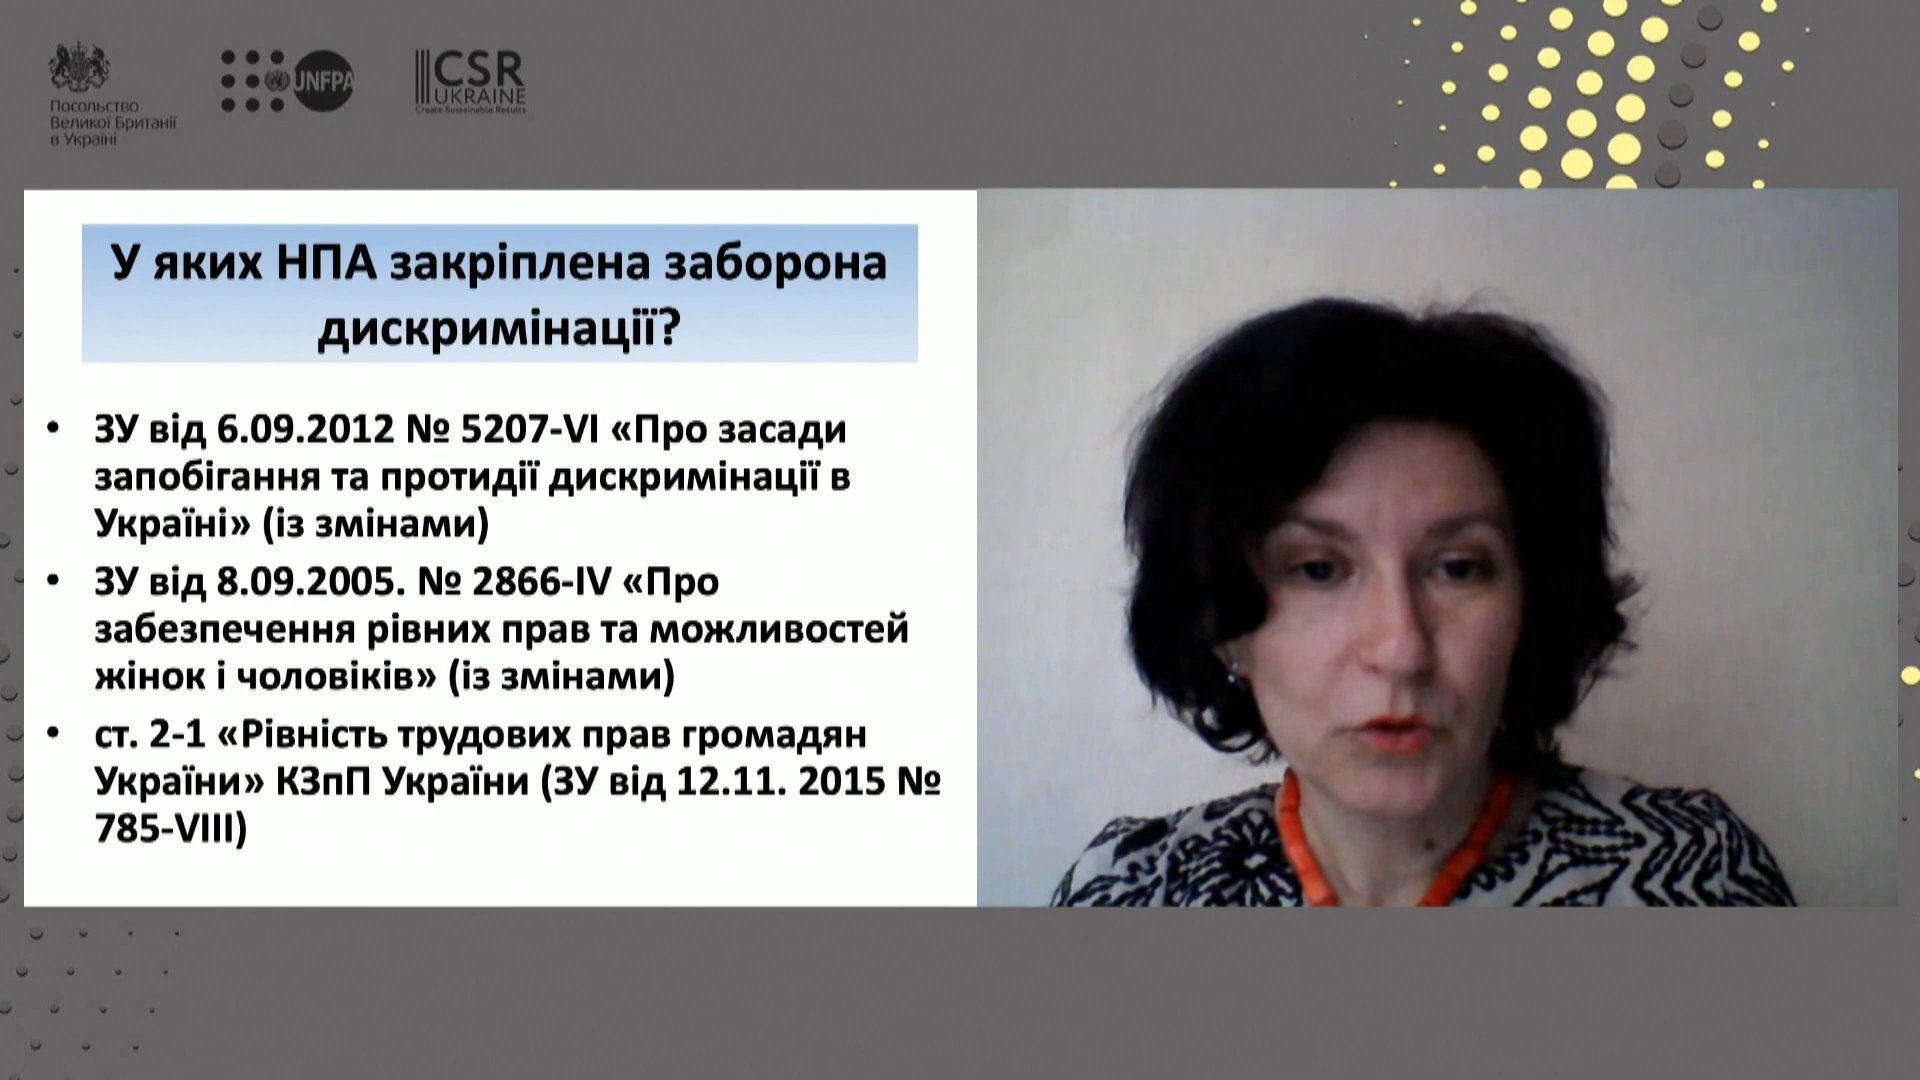 Посольство
Великої Британії
в Україні
UNFPA
CSR
UKRAINE
Create Sustainable Results
У яких НПА закріплена заборона
дискримінації?
• ЗУ від 6.09.2012 № 5207-VI «Про засади
запобігання та протидії дискримінації в
Україні» (із змінами)
• ЗУ від 8.09.2005. № 2866-IV «Про
забезпечення рівних прав та можливостей
жінок і чоловіків» (із змінами)
• ст. 2-1 «Рівність трудових прав громадян
України» КЗпП України (ЗУ від 12.11. 2015 №
785-VIII)